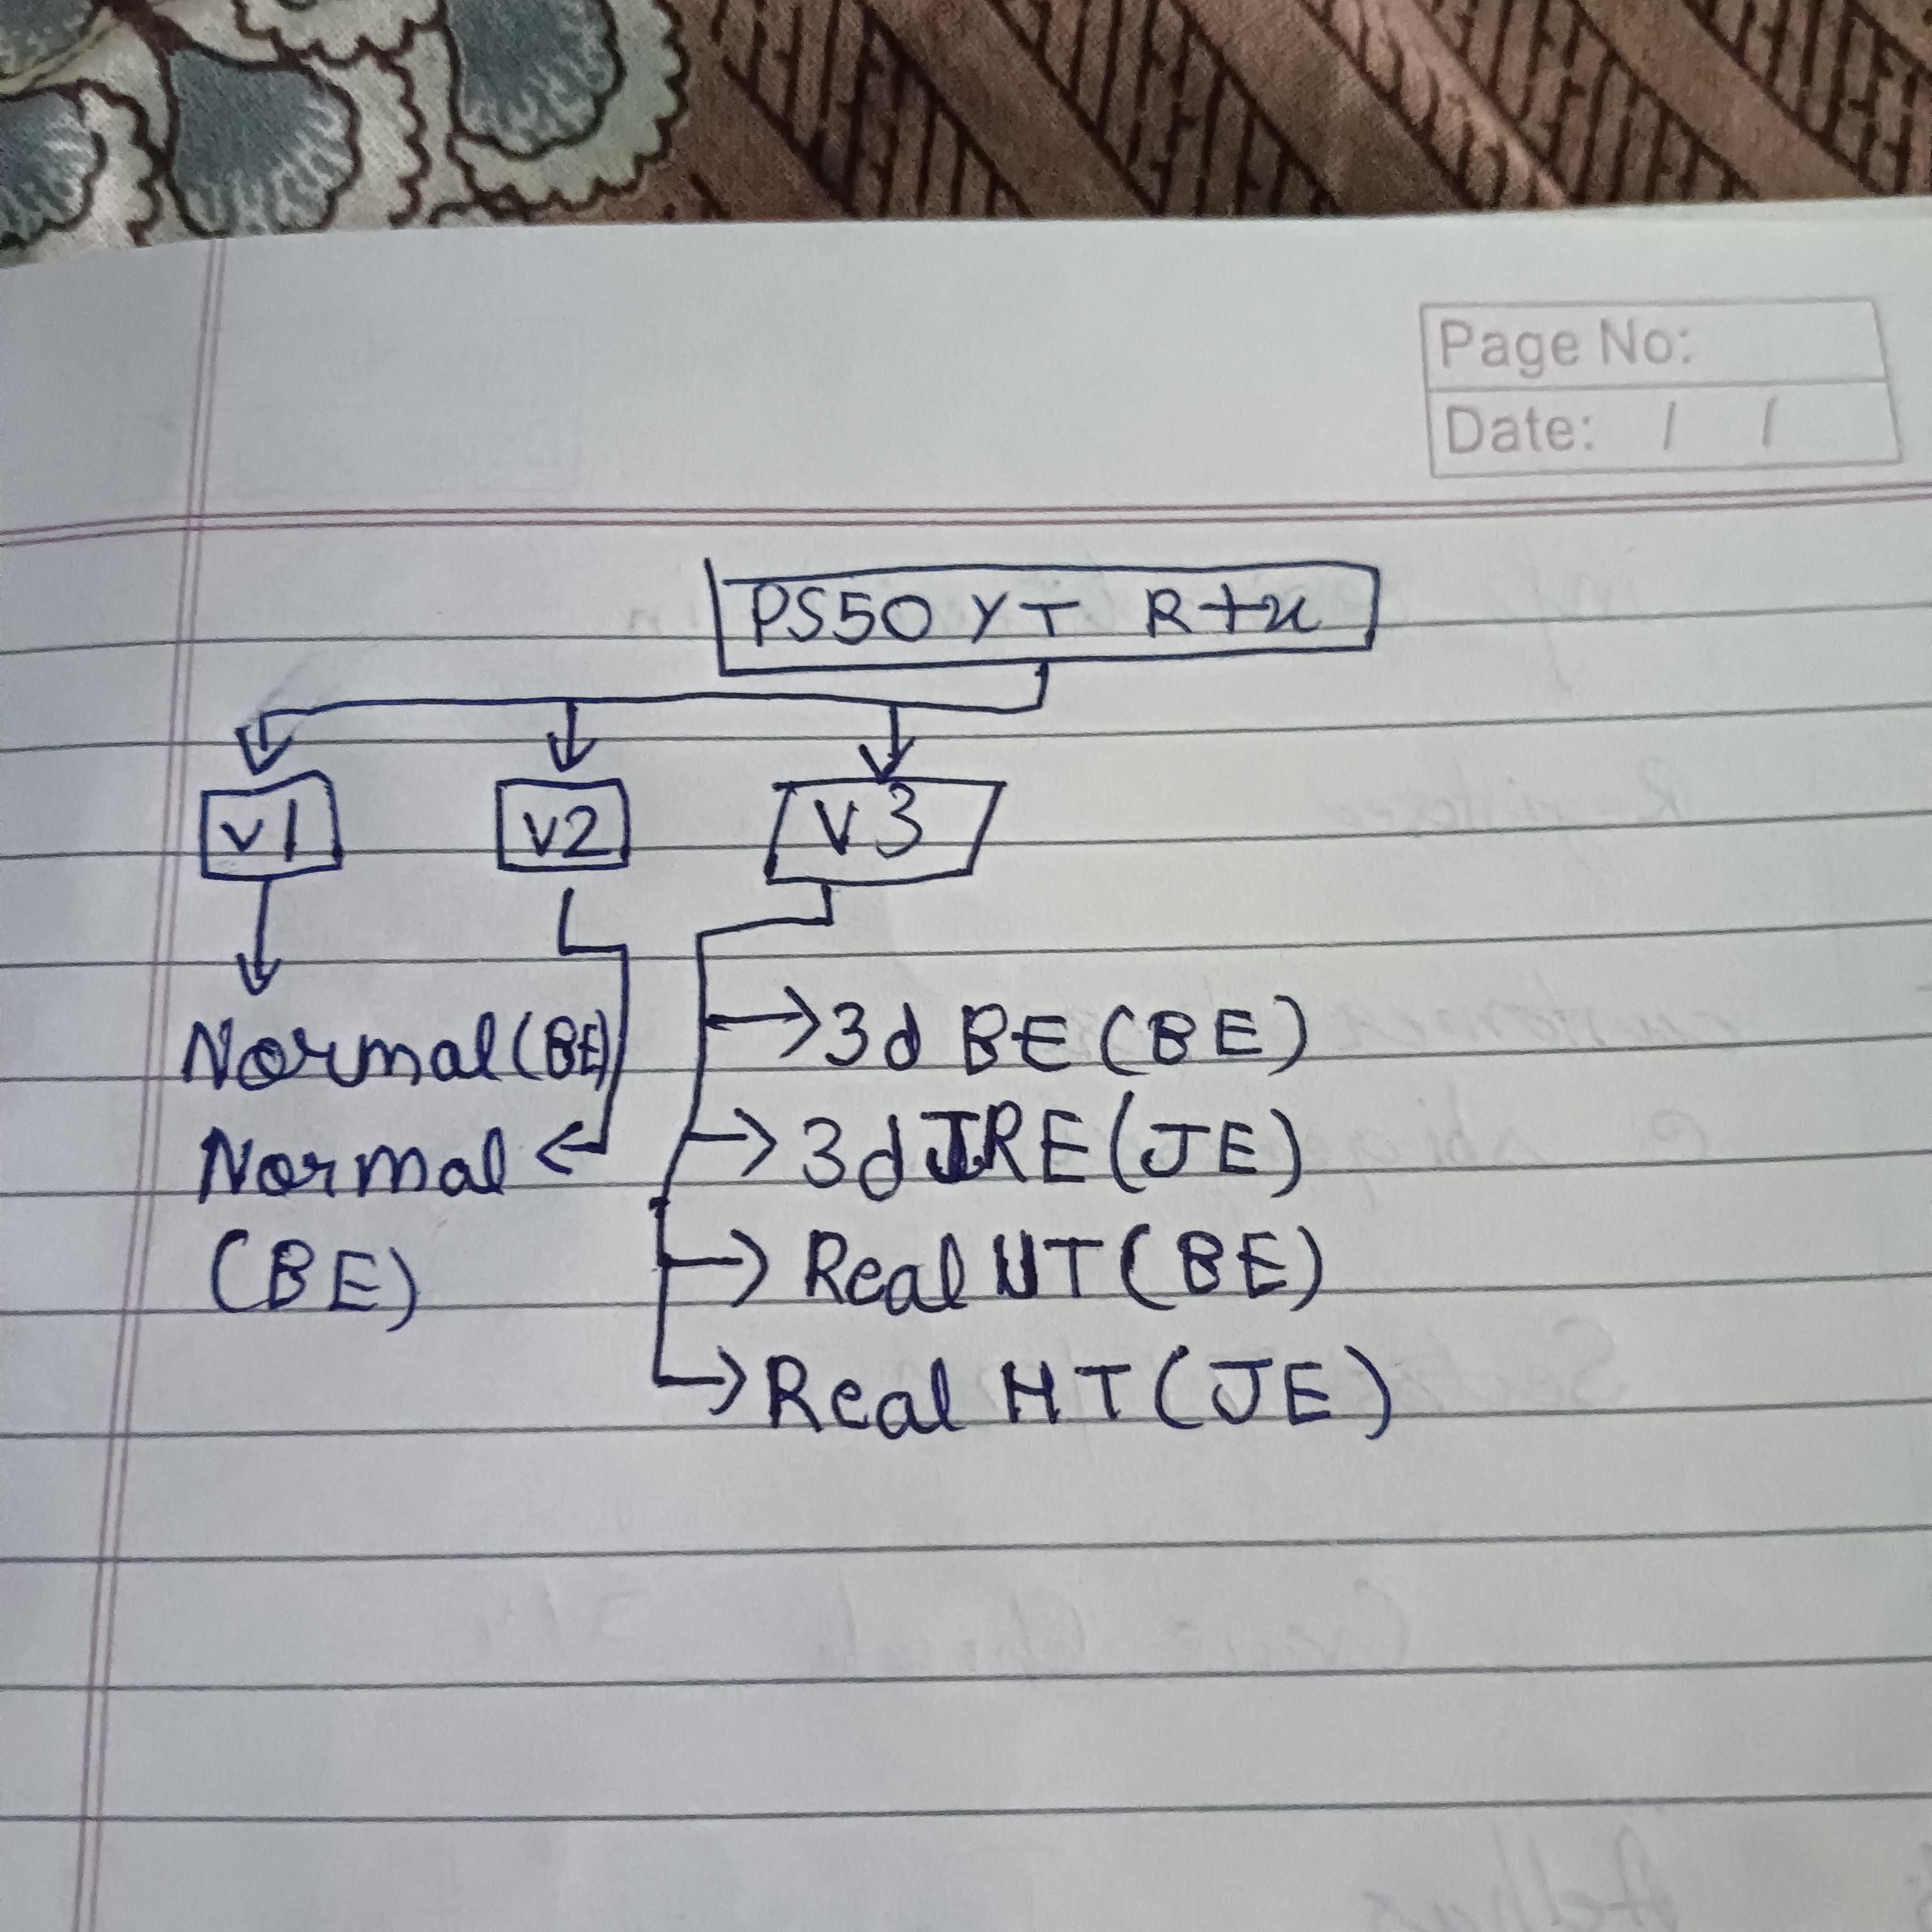 Page No:
Date: / /
PS50 YT Rtx
v1 v2 v3
Normal (BE)
3d BE (BE)
Normal
(BE)
3d JRE (JE)
Real HT (BE)
Real HT (JE)